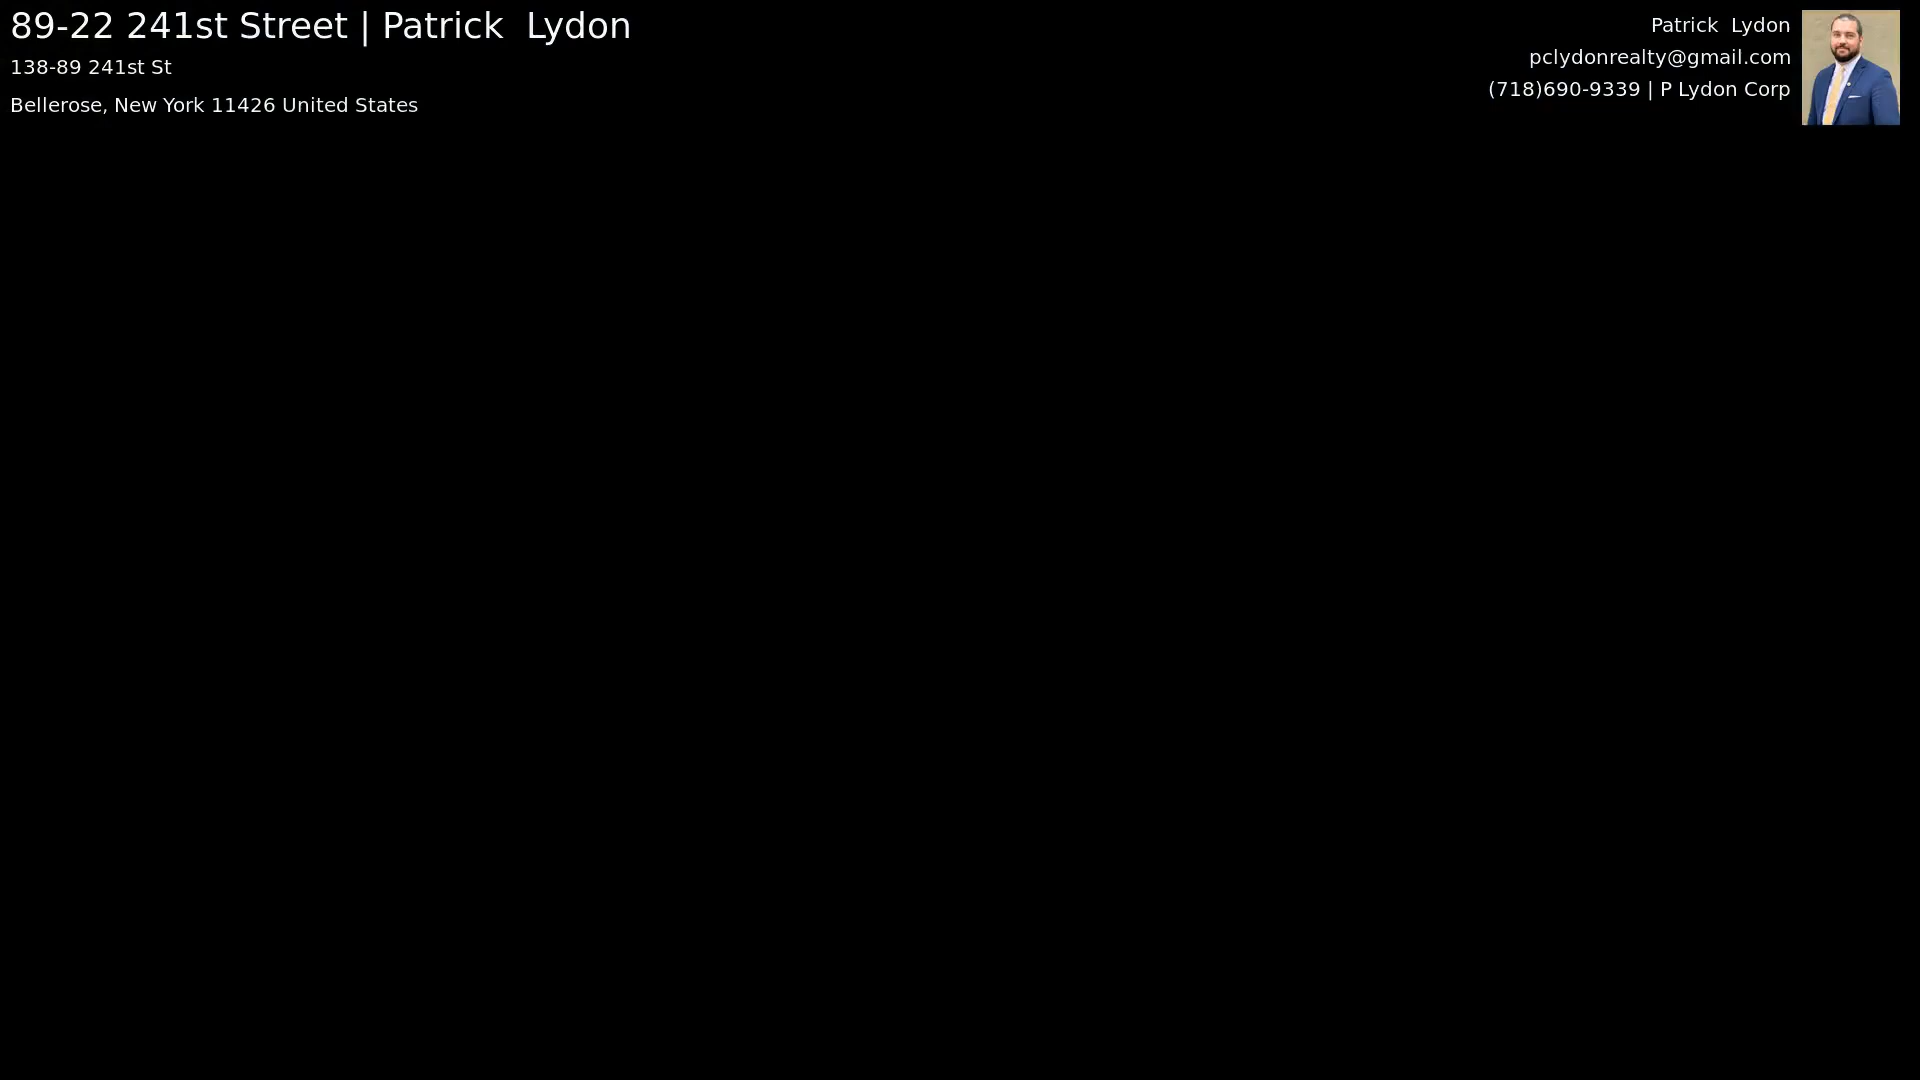 89-22 241st Street | Patrick  Lydon
138-89 241st St
Bellerose, New York 11426 United States
Patrick  Lydon
pclydonrealty@gmail.com
(718)690-9339 | P Lydon Corp